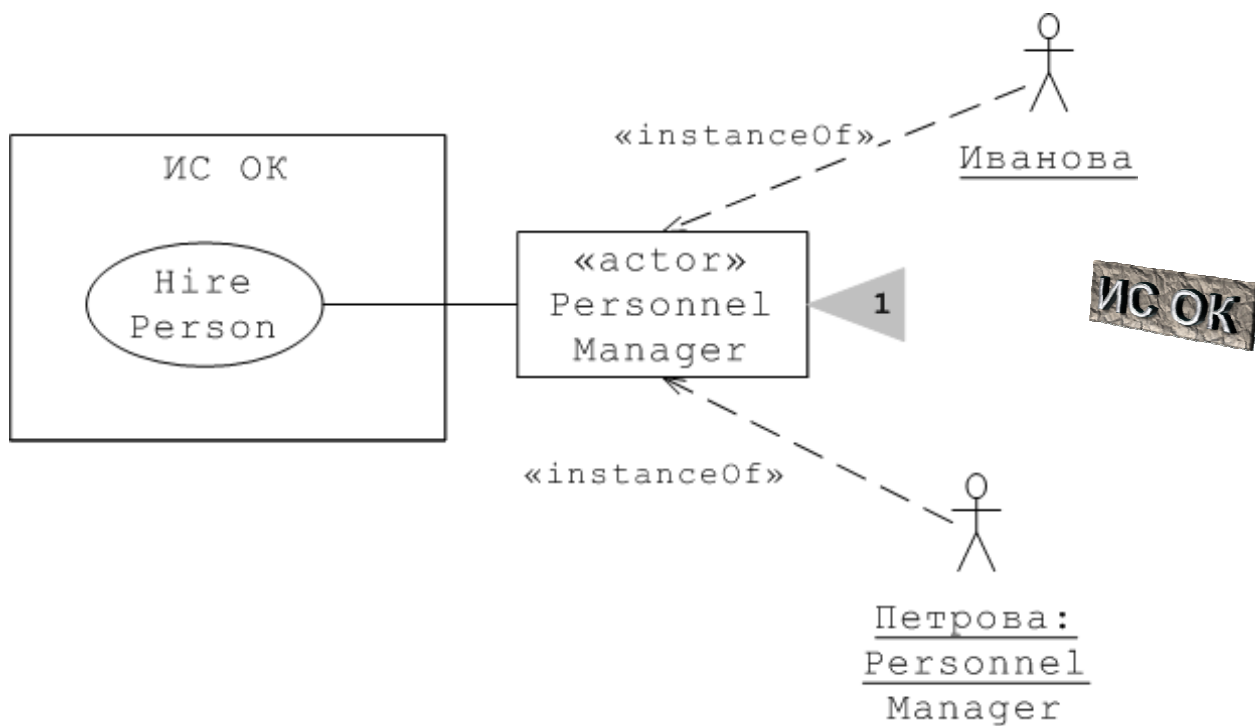 ИС ОК
Hire
Person
«actor»
Personnel
Manager
1
«instanceOf»
Иванова
ИС ОК
«instanceOf»
Петрова:
Personnel
Manager